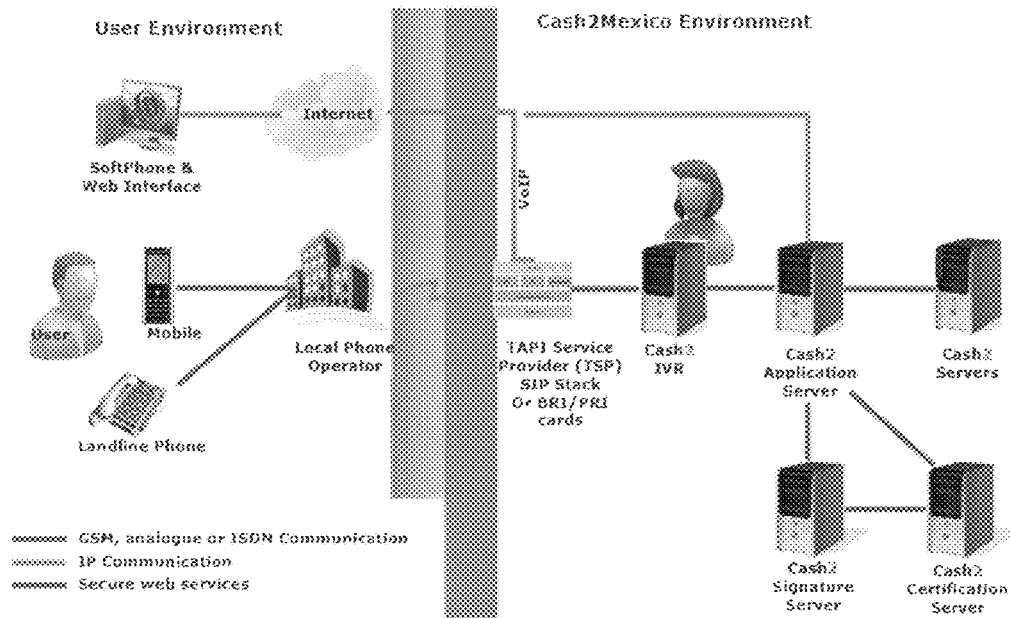 User Environment
Cash2Mexico Environment
Internet
SoftPhone &
Web Interface
VoIP
User
Mobile
Local Phone
Operator
Landline Phone
TAPI Service
Provider (TSP)
SIP Stack
Or BRI/PRI
cards
Cash2
IVR
Cash2
Application
Server
Cash2
Servers
GSM, analogue or ISDN Communication
IP Communication
Secure web services
Cash2
Signature
Server
Cash2
Certification
Server